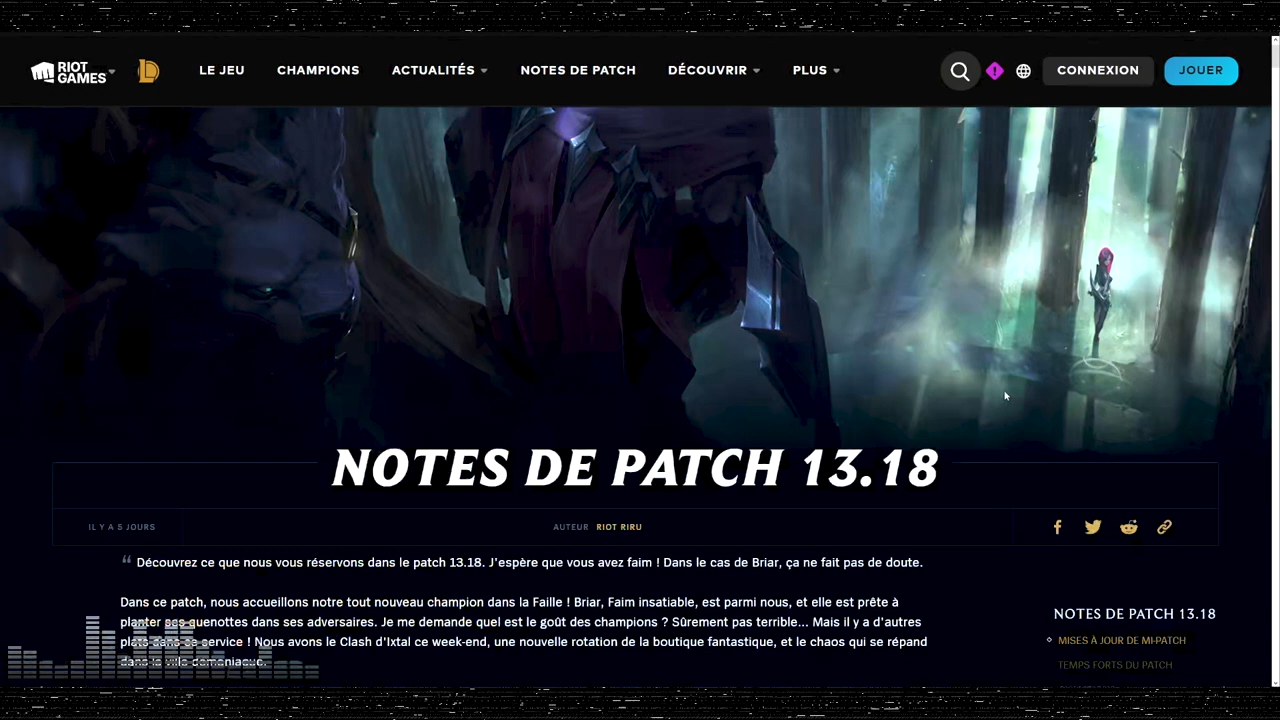 RIOT GAMES
LE JEU CHAMPIONS ACTUALITÉS NOTES DE PATCH DÉCOUVRIR PLUS CONNEXION JOUER
NOTES DE PATCH 13.18
IL Y A 5 JOURS AUTEUR RIOT RIRU
“ Découvrez ce que nous vous réservons dans le patch 13.18. J'espère que vous avez faim ! Dans le cas de Briar, ça ne fait pas de doute.
Dans ce patch, nous accueillons notre tout nouveau champion dans la Faille ! Briar, Faim insatiable, est parmi nous, et elle est prête à
planter ses quenottes dans ses adversaires. Je me demande quel est le goût des champions ? Sûrement pas terrible... Mais il y a d'autres
plats dans ce service ! Nous avons le Clash d'Ixtal ce week-end, une nouvelle rotation de la boutique fantastique, et le chaos qui se répand
dans la ville démoniaque.
NOTES DE PATCH 13.18
MISES À JOUR DE MI-PATCH
TEMPS FORTS DU PATCH